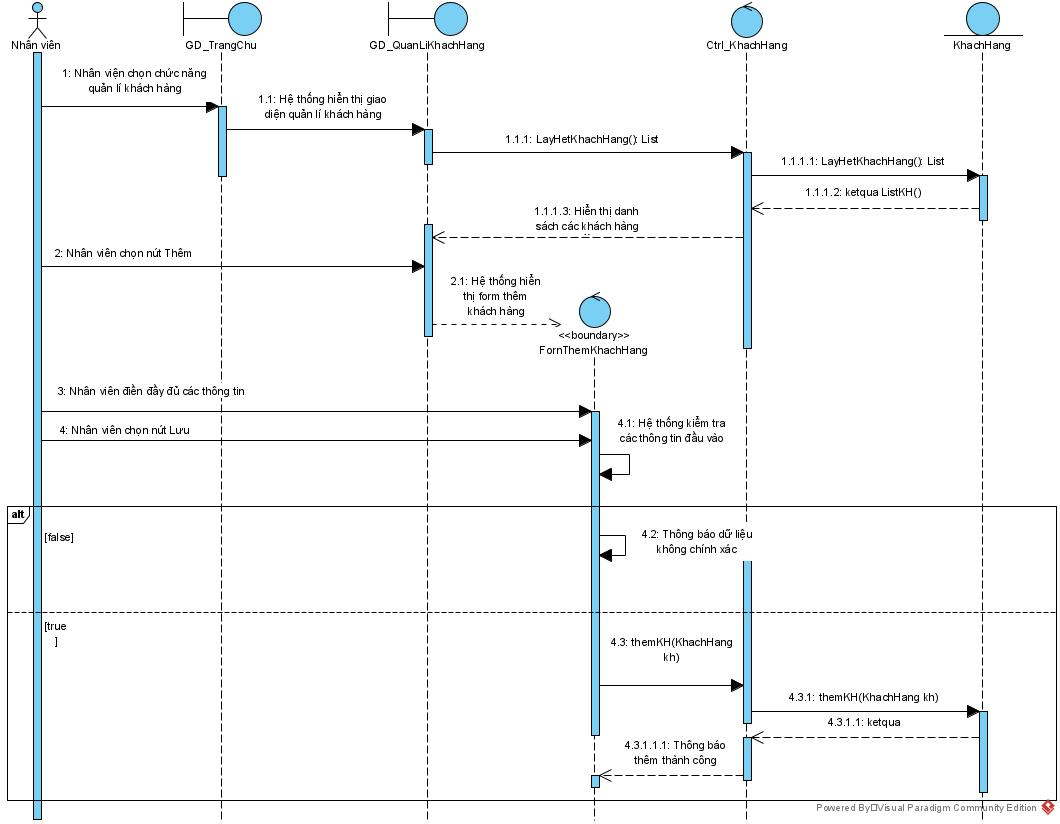 Nhân viên
GD_TrangChu
GD_QuanLiKhachHang
Ctrl_KhachHang
KhachHang
1: Nhân viện chọn chức năng
quản lí khách hàng
1.1: Hệ thống hiển thị giao
diện quản lí khách hàng
1.1.1: LayHetKhachHang(): List
1.1.1.1: LayHetKhachHang(): List
1.1.1.2: ketqua ListKH()
1.1.1.3: Hiển thị danh
sách các khách hàng
2: Nhân viên chọn nút Thêm
2.1: Hệ thống hiển
thị form thêm
khách hàng
<<boundary>>
FornThemKhachHang
3: Nhân viên điền đầy đủ các thông tin
4: Nhân viên chọn nút Lưu
4.1: Hệ thống kiểm tra
các thông tin đầu vào
alt
[false]
4.2: Thông báo dữ liệu
không chính xác
[true
]
4.3: themKH(KhachHang
kh)
4.3.1: themKH(KhachHang kh)
4.3.1.1: ketqua
4.3.1.1.1: Thông báo
thêm thành công
Powered By Visual Paradigm Community Edition